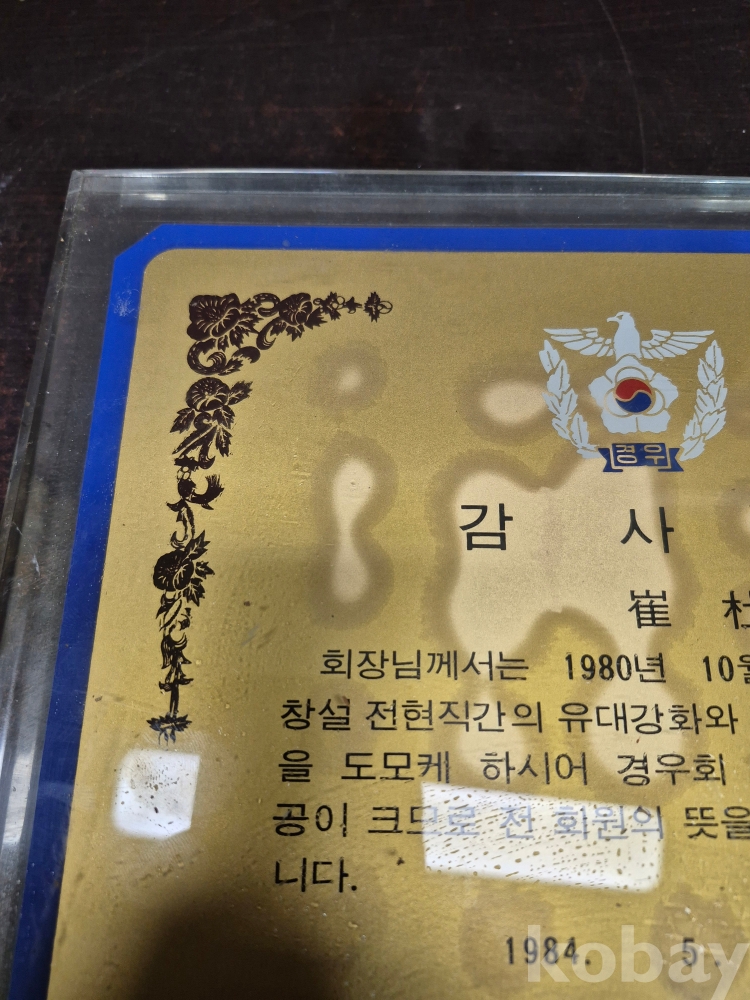 경우
감 사
崔
회장님께서는 1980년 10월
창설 전현직간의 유대강화와
을 도모케 하시어 경우회
공이 크므로 전 회원의 뜻을
니다.
1984. 5.
kobay